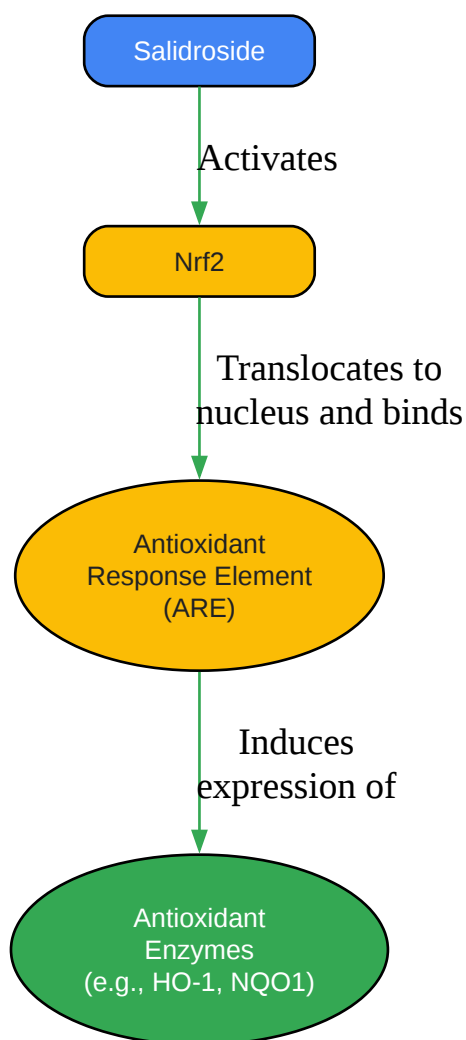 Salidroside
Activates
Nrf2
Translocates to
nucleus and binds
Antioxidant
Response Element
(ARE)
Induces
expression of
Antioxidant
Enzymes
(e.g., HO-1, NQO1)